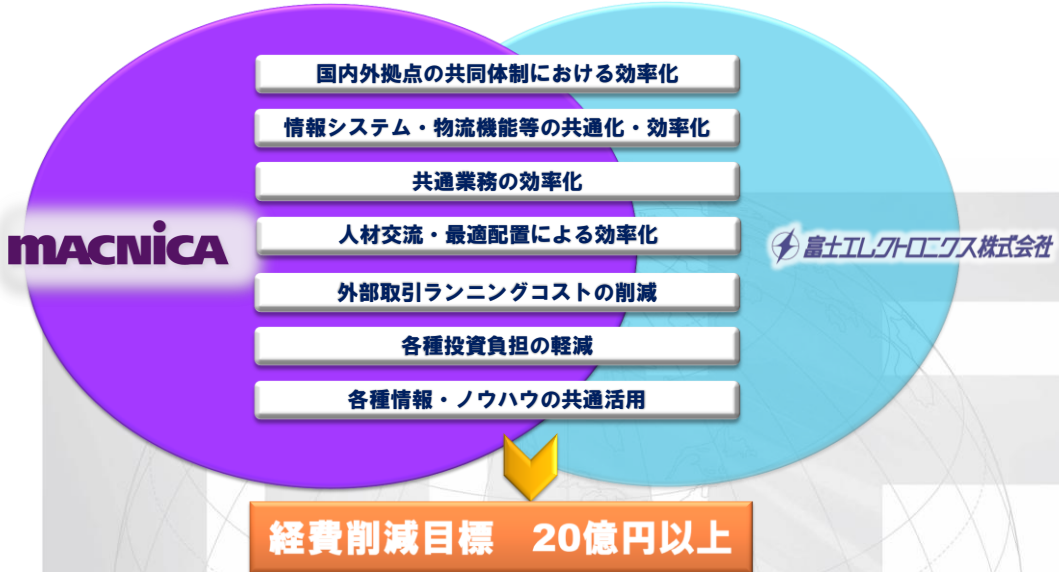 国内外拠点の共同体制における効率化
情報システム・物流機能等の共通化・効率化
共通業務の効率化
MACNICA
人材交流・最適配置による効率化
富士エレクトロニクス株式会社
外部取引ランニングコストの削減
各種投資負担の軽減
各種情報・ノウハウの共通活用
経費削減目標 20億円以上